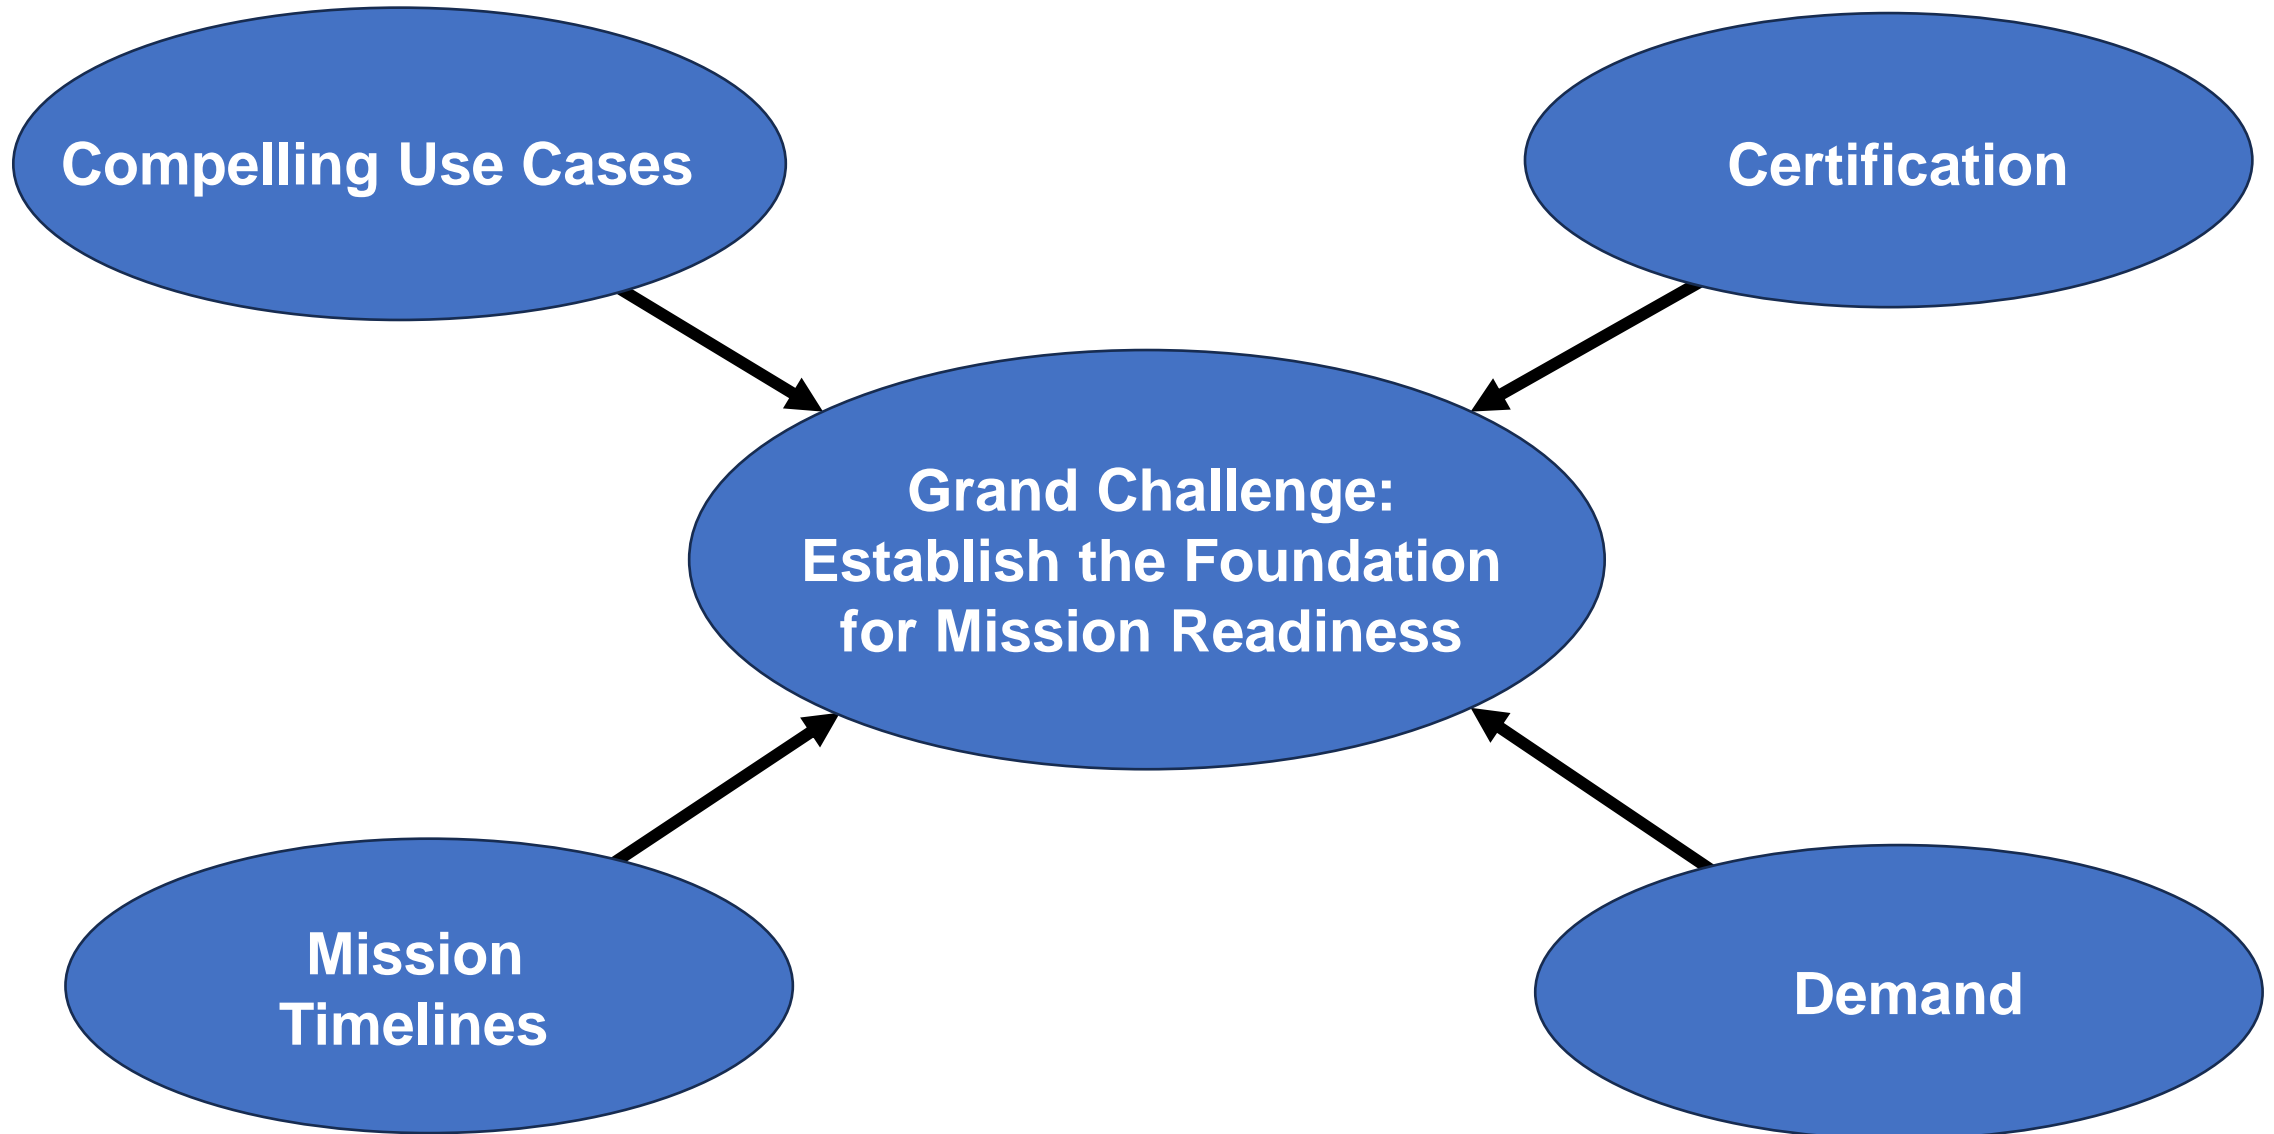 Compelling Use Cases
Certification
Grand Challenge:
Establish the Foundation
for Mission Readiness
Mission
Timelines
Demand